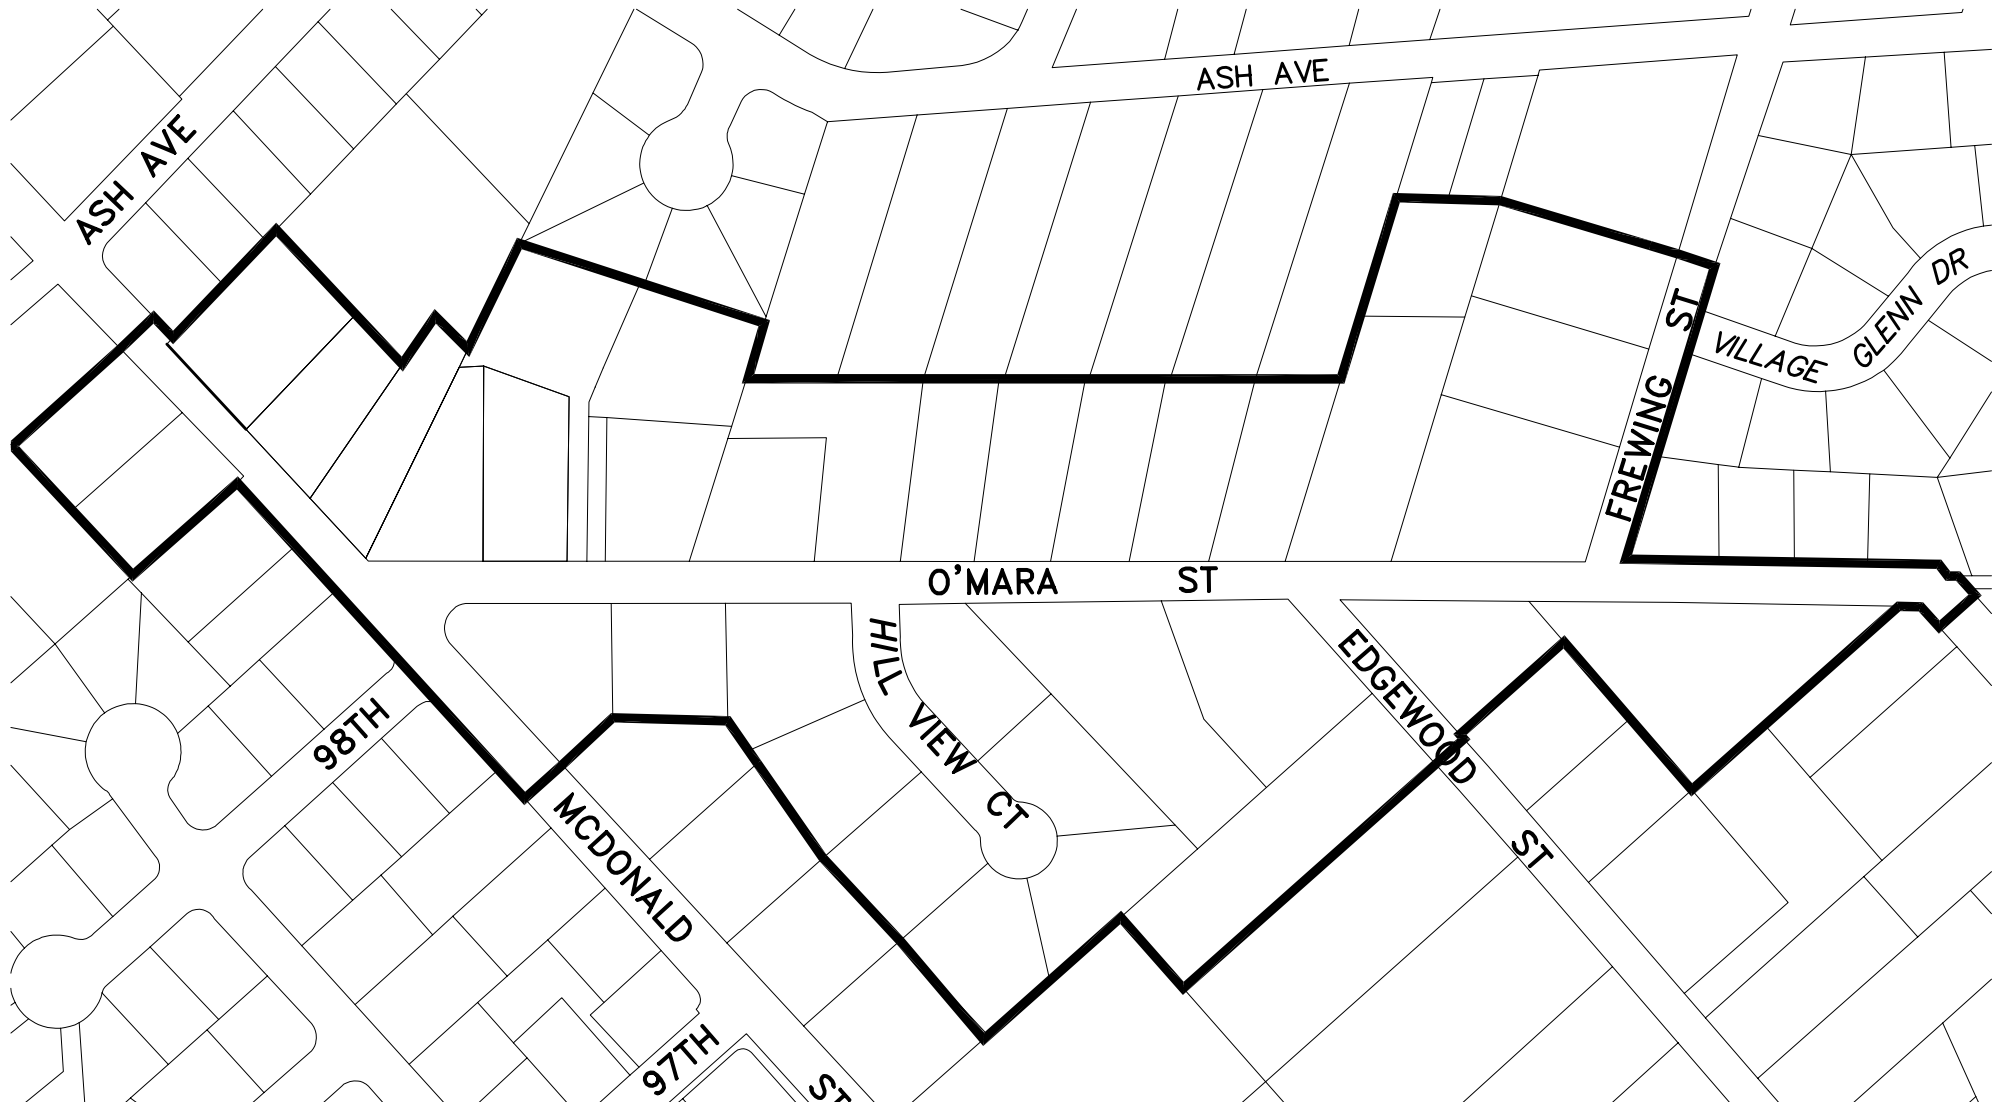 ASH AVE
ASH AVE
VILLAGE GLENN DR
FREWING ST
O'MARA ST
HILL VIEW CT
EDGEWOOD ST
98TH
MCDONALD ST
97TH